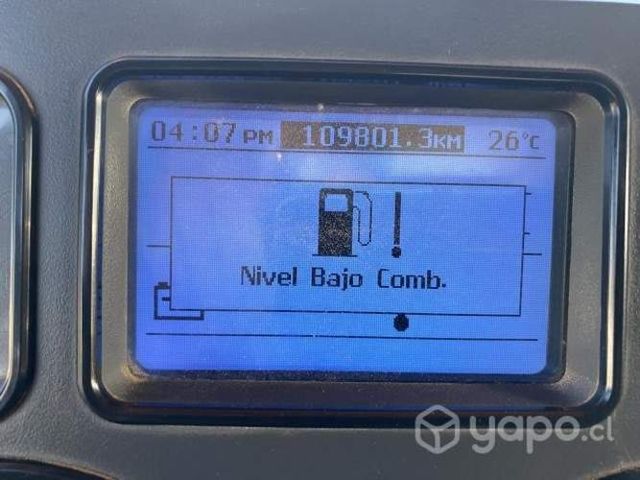 04:07 PM 109801.3KM 26°C
Nivel Bajo Comb.
yapo.cl